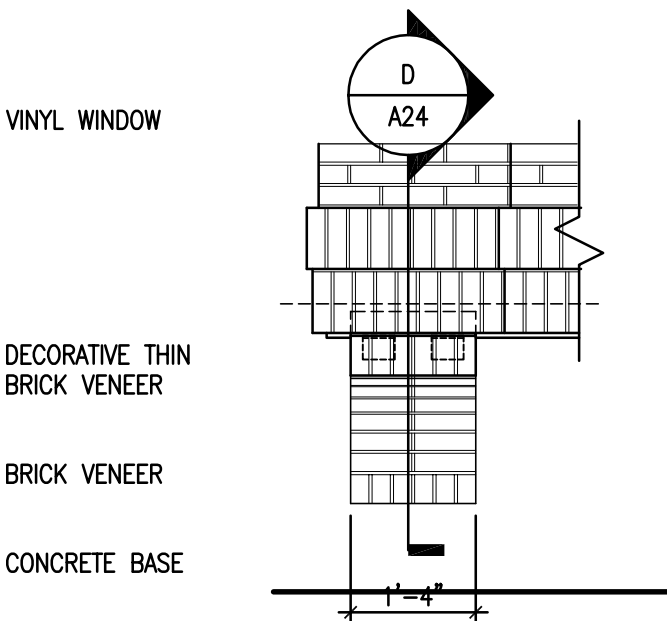 D
A24
VINYL WINDOW
DECORATIVE THIN
BRICK VENEER
BRICK VENEER
CONCRETE BASE
1'-4"